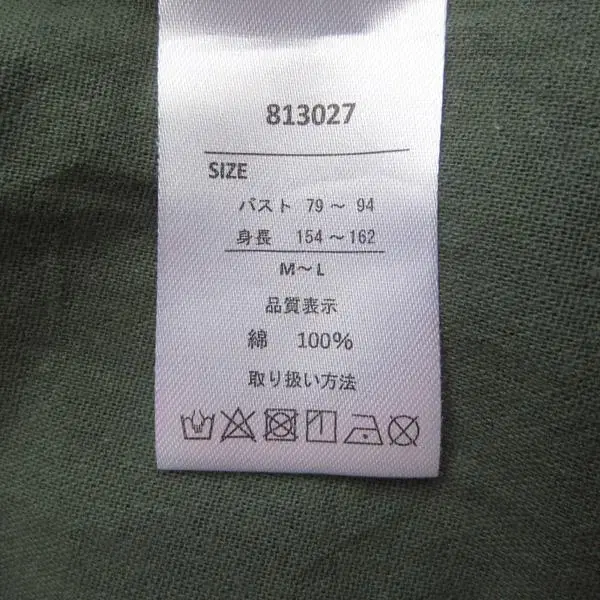 813027
SIZE
バスト 79～ 94
身長 154～162
M～L
品質表示
綿 100%
取り扱い方法